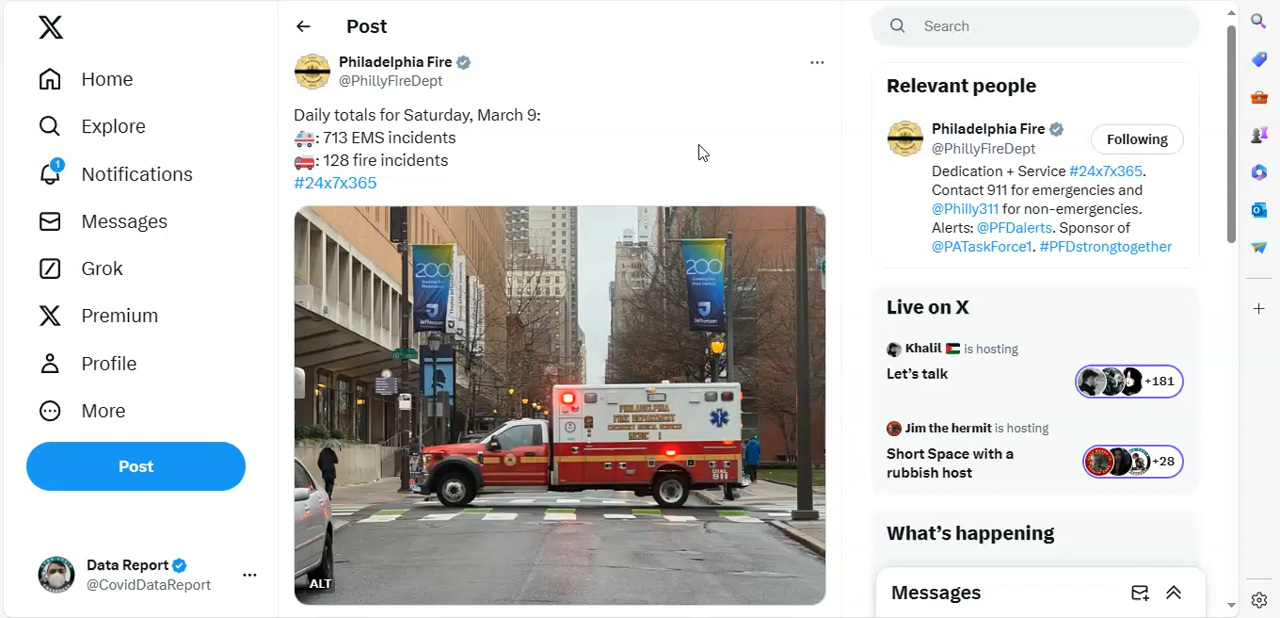 Post
Search
Philadelphia Fire
@PhillyFireDept
Daily totals for Saturday, March 9:
🚑: 713 EMS incidents
🚒: 128 fire incidents
#24x7x365
200
Jefferson
200
Jefferson
PHILADELPHIA
FIRE DEPARTMENT
EMERGENCY MEDICAL SERVICES
MEDIC
DIAL
911
ALT
Home
Explore
1
Notifications
Messages
Grok
Premium
Profile
More
Post
Data Report
@CovidDataReport
Relevant people
Philadelphia Fire
@PhillyFireDept
Following
Dedication + Service #24x7x365.
Contact 911 for emergencies and
@Philly311 for non-emergencies.
Alerts: @PFDalerts. Sponsor of
@PATaskForce1. #PFDstrongtogether
Live on X
Khalil 🇵🇸 is hosting
Let's talk
+181
Jim the hermit is hosting
Short Space with a
rubbish host
+28
What's happening
Messages